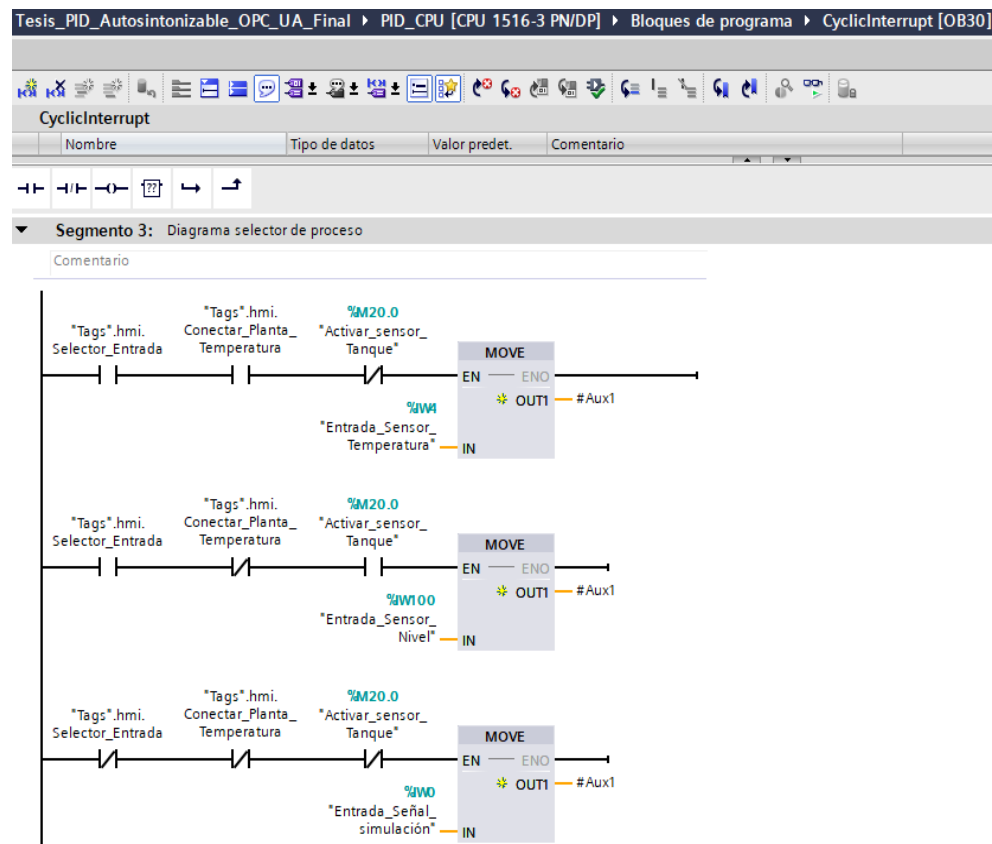 Tesis_PID_Autosintonizable_OPC_UA_Final ▸ PID_CPU [CPU 1516-3 PN/DP] ▸ Bloques de programa ▸ CyclicInterrupt [OB30]
CyclicInterrupt
Nombre Tipo de datos Valor predet. Comentario
??
Segmento 3: Diagrama selector de proceso
Comentario
"Tags".hmi.
Selector_Entrada
"Tags".hmi.
Conectar_Planta_
Temperatura
%M20.0
"Activar_sensor_
Tanque"
MOVE
EN ENO
OUT1 #Aux1
%IW4
"Entrada_Sensor_
Temperatura" IN
"Tags".hmi.
Selector_Entrada
"Tags".hmi.
Conectar_Planta_
Temperatura
%M20.0
"Activar_sensor_
Tanque"
MOVE
EN ENO
OUT1 #Aux1
%IW100
"Entrada_Sensor_
Nivel" IN
"Tags".hmi.
Selector_Entrada
"Tags".hmi.
Conectar_Planta_
Temperatura
%M20.0
"Activar_sensor_
Tanque"
MOVE
EN ENO
OUT1 #Aux1
%IW0
"Entrada_Señal_
simulación" IN